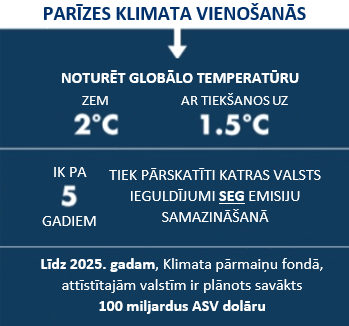 PARĪZES KLIMATA VIENOŠANĀS
NOTURĒT GLOBĀLO TEMPERATŪRU
ZEM AR TIEKŠANOS UZ
2°C 1.5°C
IK PA
5
GADIEM
TIEK PĀRSKATĪTI KATRAS VALSTS
IEGULDĪJUMI SEG EMISIJU
SAMAZINĀŠANĀ
Līdz 2025. gadam, Klimata pārmaiņu fondā,
attīstītajām valstīm ir plānots savākts
100 miljardus ASV dolāru